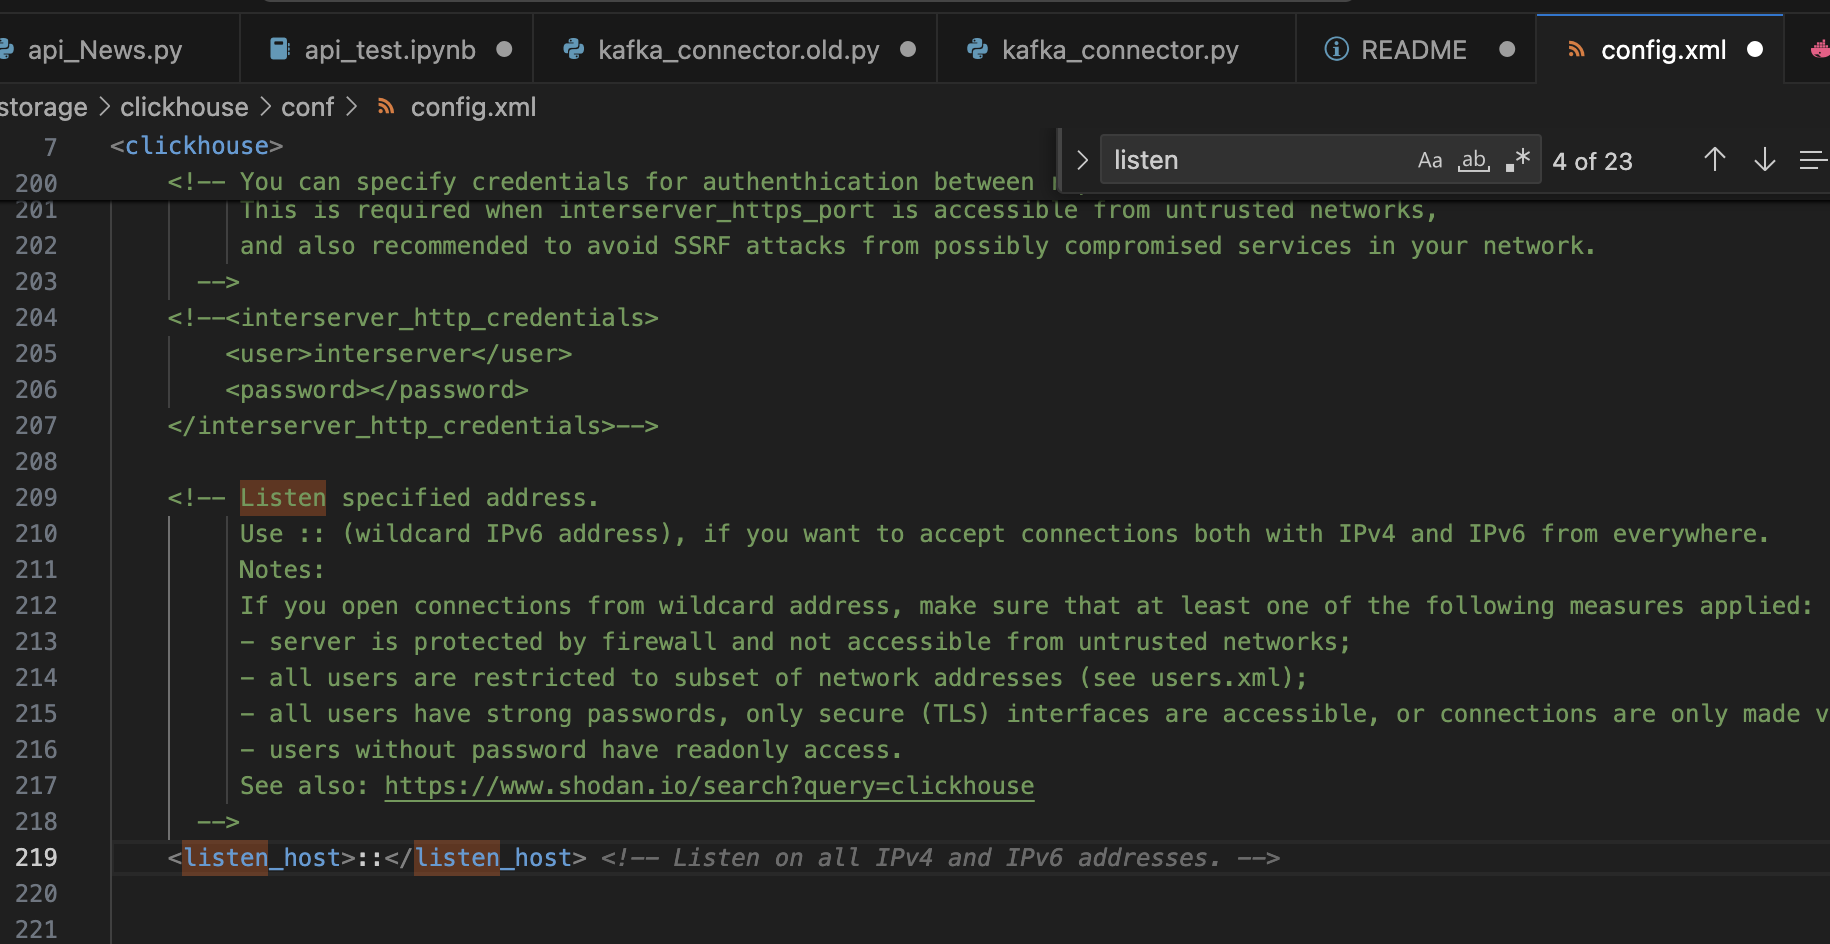 api_News.py api_test.ipynb kafka_connector.old.py kafka_connector.py README config.xml
storage > clickhouse > conf > config.xml
listen Aa ab .* 4 of 23
7 <clickhouse>
200 <!-- You can specify credentials for authenthication between
201 This is required when interserver_https_port is accessible from untrusted networks,
202 and also recommended to avoid SSRF attacks from possibly compromised services in your network.
203 -->
204 <!--<interserver_http_credentials>
205 <user>interserver</user>
206 <password></password>
207 </interserver_http_credentials>-->
208
209 <!-- Listen specified address.
210 Use :: (wildcard IPv6 address), if you want to accept connections both with IPv4 and IPv6 from everywhere.
211 Notes:
212 If you open connections from wildcard address, make sure that at least one of the following measures applied:
213 - server is protected by firewall and not accessible from untrusted networks;
214 - all users are restricted to subset of network addresses (see users.xml);
215 - all users have strong passwords, only secure (TLS) interfaces are accessible, or connections are only made v
216 - users without password have readonly access.
217 See also: https://www.shodan.io/search?query=clickhouse
218 -->
219 <listen_host>::</listen_host> <!-- Listen on all IPv4 and IPv6 addresses. -->
220
221